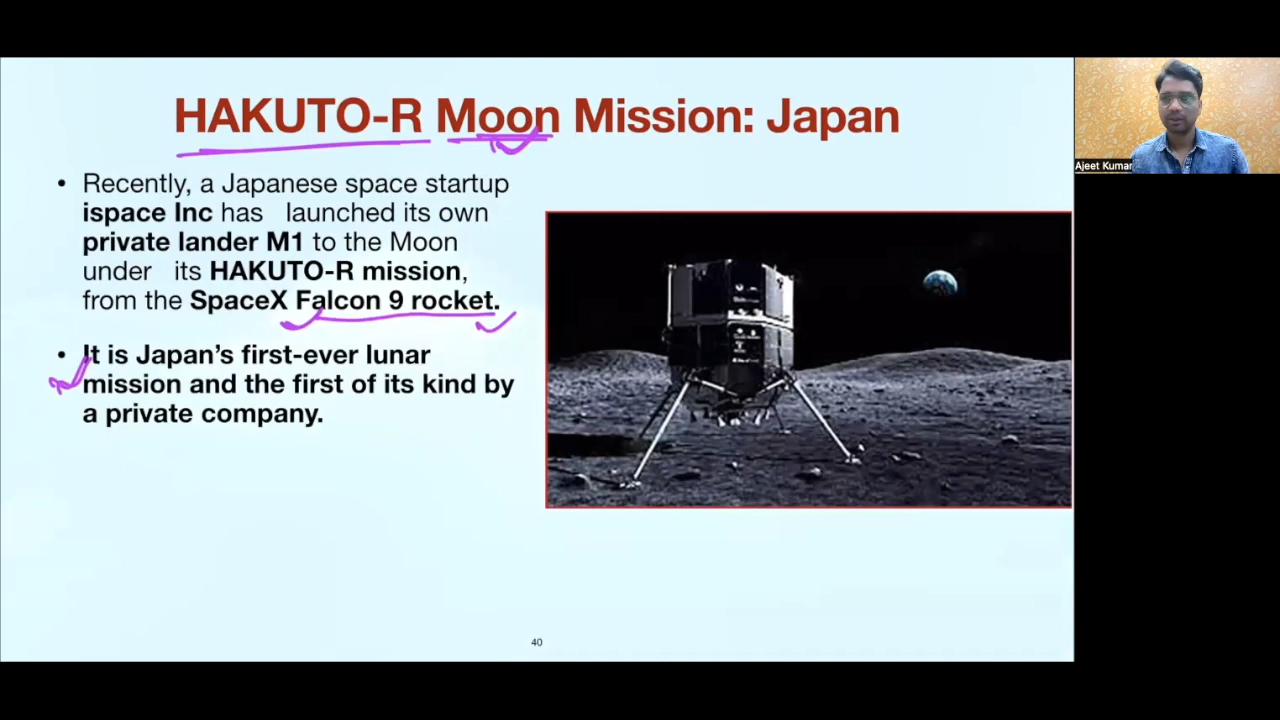 HAKUTO-R Moon Mission: Japan
• Recently, a Japanese space startup
ispace Inc has launched its own
private lander M1 to the Moon
under its HAKUTO-R mission,
from the SpaceX Falcon 9 rocket.
• It is Japan's first-ever lunar
mission and the first of its kind by
a private company.
40
Ajeet Kumar